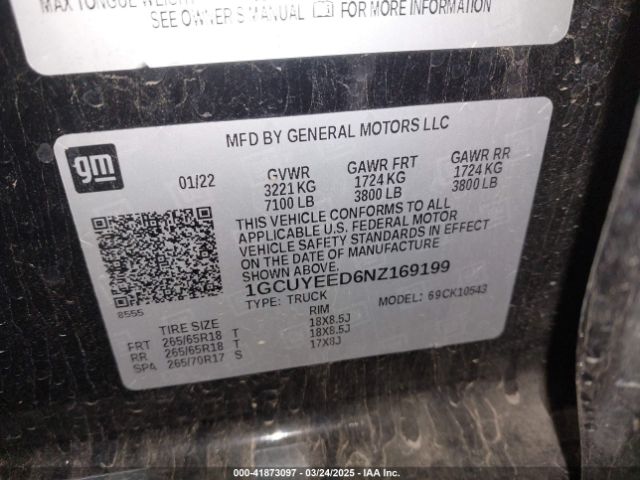 MAX TONGUE WEIGHT
SEE OWNER'S MANUAL FOR MORE INFORMATION
gm
MFD BY GENERAL MOTORS LLC
01/22 GVWR GAWR FRT GAWR RR
3221 KG 1724 KG 1724 KG
7100 LB 3800 LB 3800 LB
THIS VEHICLE CONFORMS TO ALL
APPLICABLE U.S. FEDERAL MOTOR
VEHICLE SAFETY STANDARDS IN EFFECT
ON THE DATE OF MANUFACTURE
SHOWN ABOVE.
1GCUYEED6NZ169199
8555
TYPE: TRUCK MODEL: 69CK10543
TIRE SIZE RIM
FRT 265/65R18 T 18X8.5J
RR 265/65R18 T 18X8.5J
SPA 265/70R17 S 17X8J
000-41873097 — 03/24/2025 — IAA Inc.